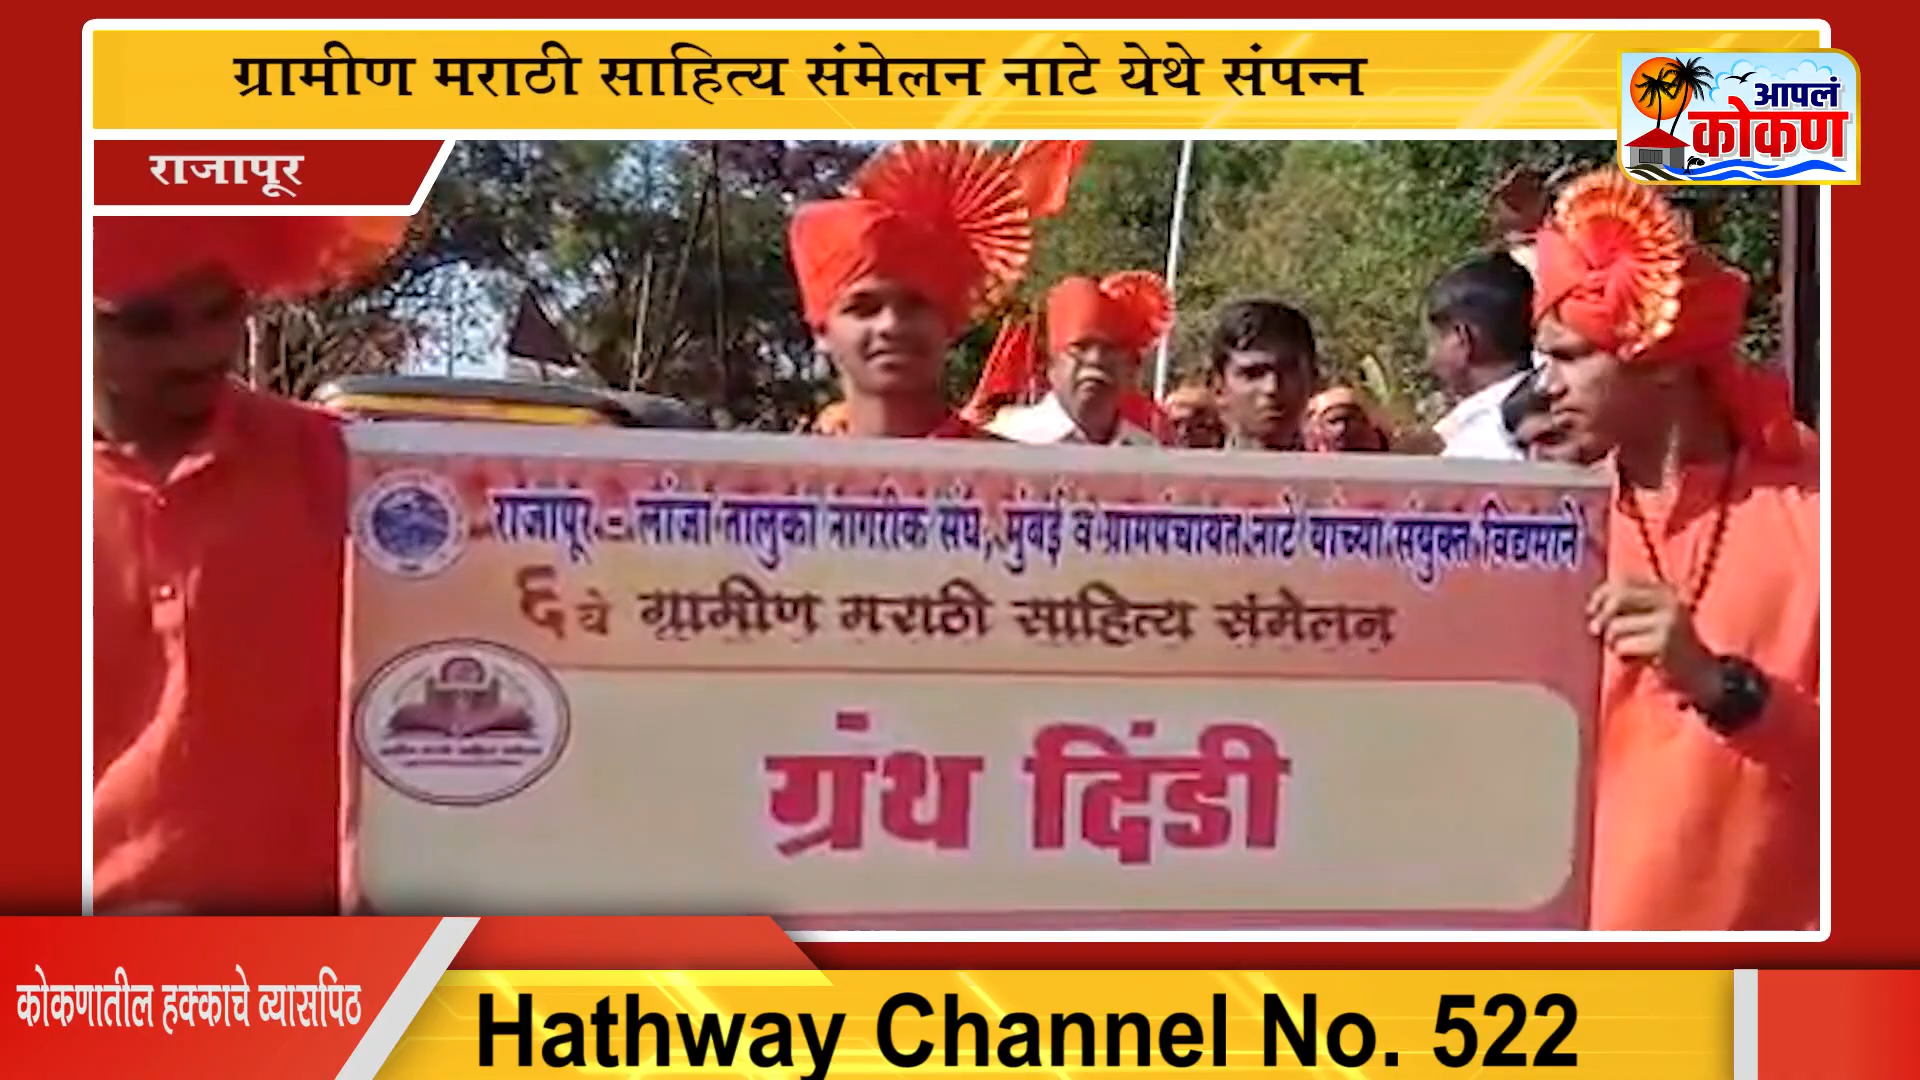 ग्रामीण मराठी साहित्य संमेलन नाटे येथे संपन्न
आपलं
कोकण
राजापूर
राजापूर - लांजा तालुका नागरीक संघ, मुंबई व ग्रामपंचायत नाटे यांच्या संयुक्त विद्यमाने
६ वे ग्रामीण मराठी साहित्य संमेलन
ग्रंथ दिंडी
कोकणातील हक्काचे व्यासपिठ
Hathway Channel No. 522